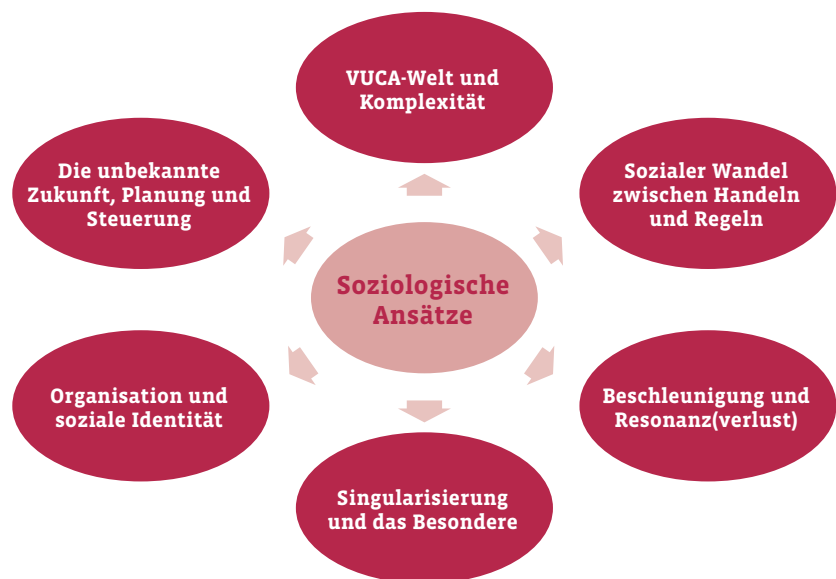 VUCA-Welt und
Komplexität
Die unbekannte
Zukunft, Planung und
Steuerung
Sozialer Wandel
zwischen Handeln
und Regeln
Soziologische
Ansätze
Organisation und
soziale Identität
Beschleunigung und
Resonanz(verlust)
Singularisierung
und das Besondere